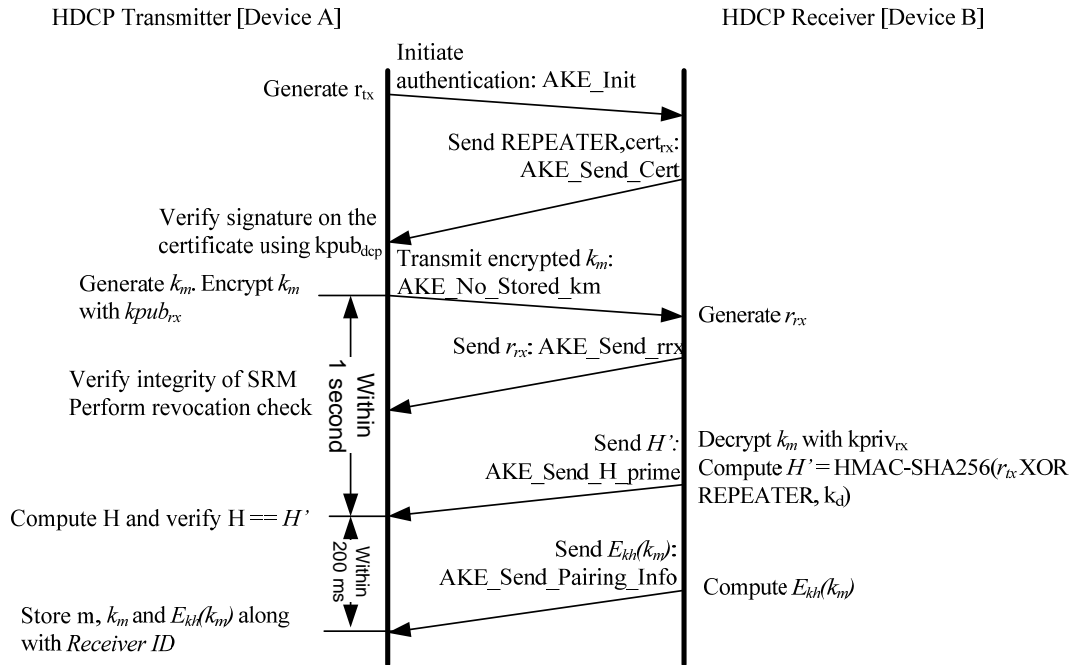 HDCP Transmitter [Device A]
HDCP Receiver [Device B]
Initiate
authentication: AKE_Init
Generate rtx
Send REPEATER,certrx:
AKE_Send_Cert
Verify signature on the
certificate using kpubdcp
Transmit encrypted km:
AKE_No_Stored_km
Generate km. Encrypt km
with kpubrx
Generate rrx
Send rrx: AKE_Send_rrx
Within
1 second
Verify integrity of SRM
Perform revocation check
Send H’:
AKE_Send_H_prime
Decrypt km with kprivrx
Compute H’ = HMAC-SHA256(rtx XOR
REPEATER, kd)
Compute H and verify H == H’
Within
200 ms
Send Ekh(km):
AKE_Send_Pairing_Info
Compute Ekh(km)
Store m, km and Ekh(km) along
with Receiver ID